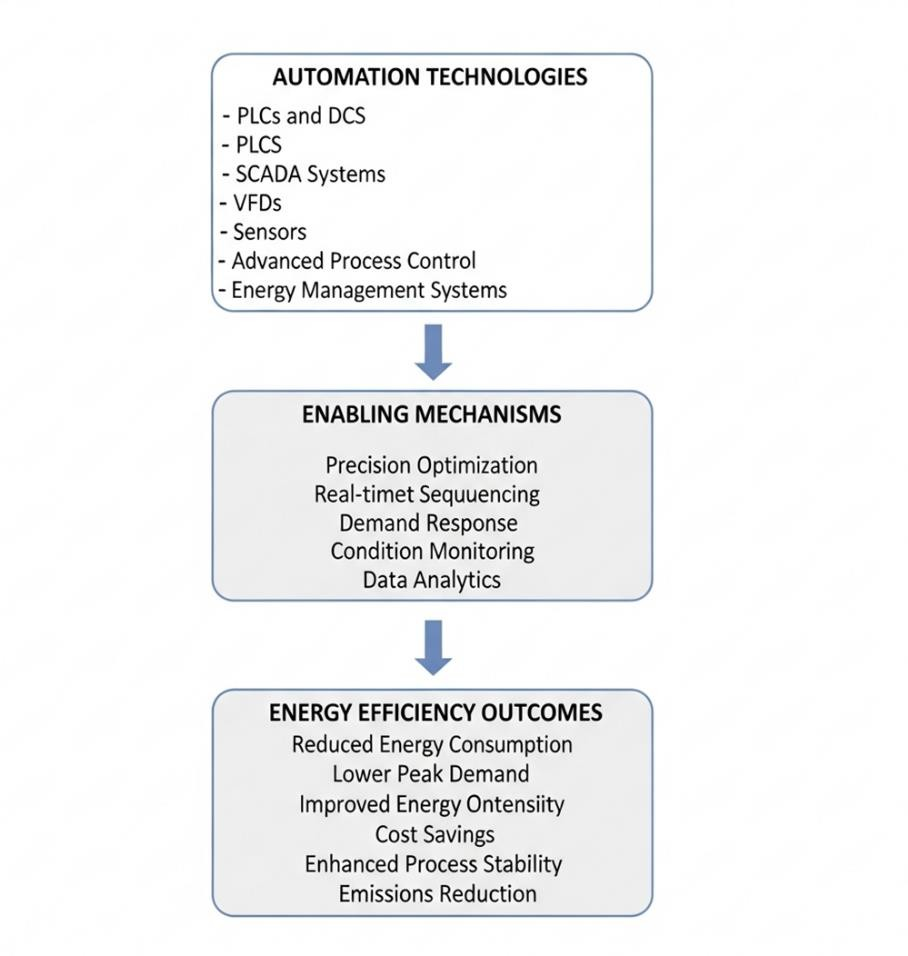 AUTOMATION TECHNOLOGIES
- PLCs and DCS
- PLCS
- SCADA Systems
- VFDs
- Sensors
- Advanced Process Control
- Energy Management Systems
ENABLING MECHANISMS
Precision Optimization
Real-timet Sequuencing
Demand Response
Condition Monitoring
Data Analytics
ENERGY EFFICIENCY OUTCOMES
Reduced Energy Consumption
Lower Peak Demand
Improved Energy Ontensiity
Cost Savings
Enhanced Process Stability
Emissions Reduction